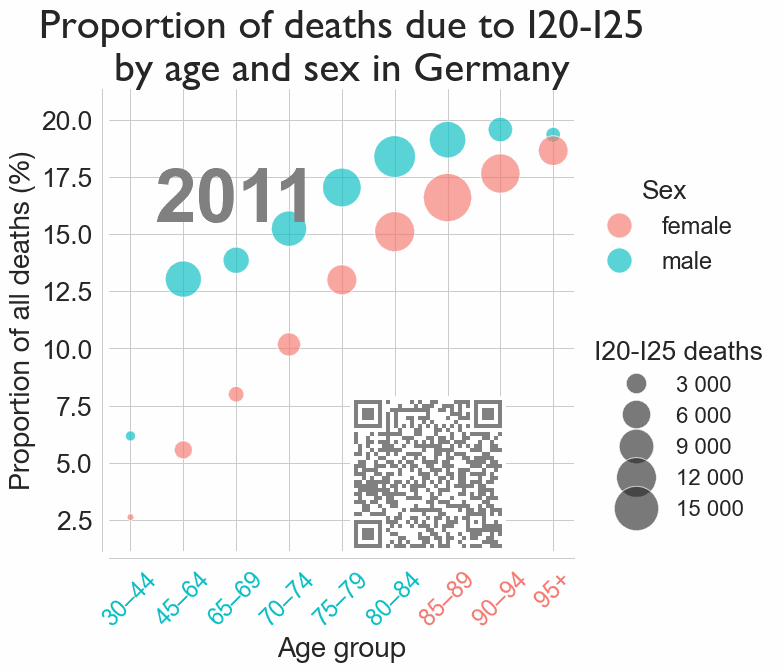 Proportion of deaths due to I20-I25
by age and sex in Germany
2011
Proportion of all deaths (%)
20.0
17.5
15.0
12.5
10.0
7.5
5.0
2.5
30–44
45–64
65–69
70–74
75–79
80–84
85–89
90–94
95+
Age group
Sex
female
male
I20-I25 deaths
3 000
6 000
9 000
12 000
15 000